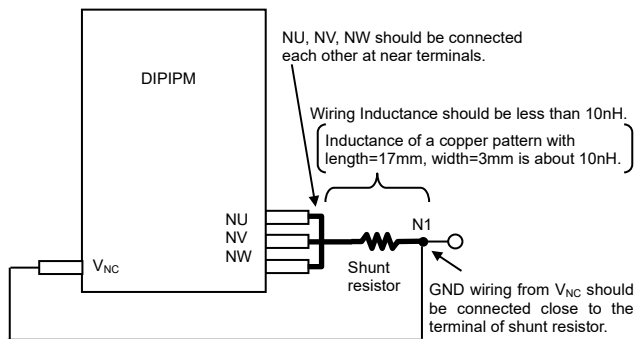 NU, NV, NW should be connected
each other at near terminals.
DIPIPM
Wiring Inductance should be less than 10nH.
Inductance of a copper pattern with
length=17mm, width=3mm is about 10nH.
NU
NV
NW
N1
VNC
Shunt
resistor
GND wiring from VNC should
be connected close to the
terminal of shunt resistor.